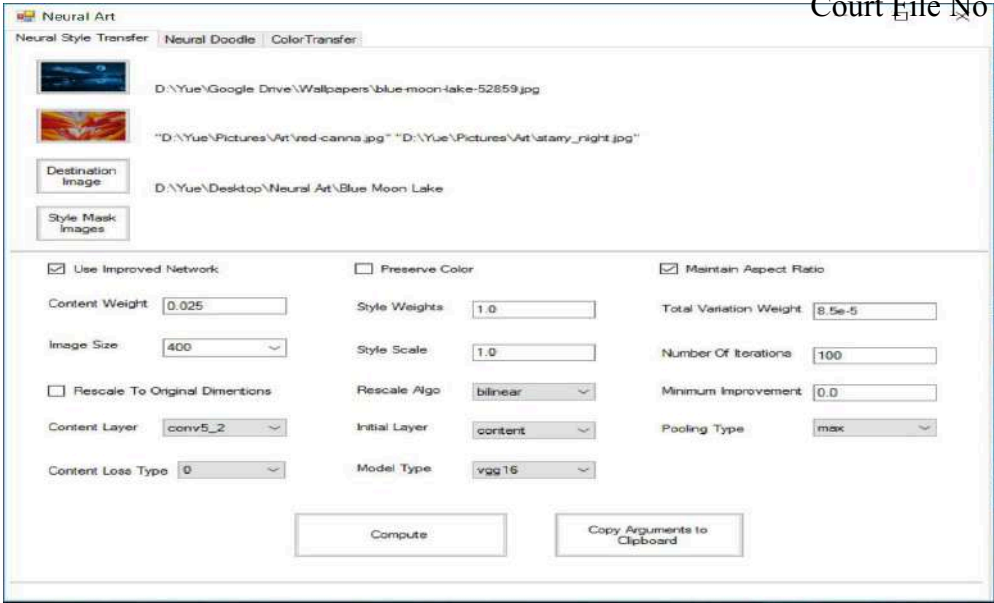 Court File No
Neural Art
Neural Style Transfer Neural Doodle ColorTransfer
D:\Yue\Google Drive\Wallpapers\blue-moon-lake-52859.jpg
"D:\Yue\Pictures\Art\red-canna.jpg" "D:\Yue\Pictures\Art\starry_night.jpg"
Destination
Image
D:\Yue\Desktop\Neural Art\Blue Moon Lake
Style Mask
Images
Use Improved Network Preserve Color Maintain Aspect Ratio
Content Weight 0.025 Style Weights 1.0 Total Variation Weight 8.5e-5
Image Size 400 Style Scale 1.0 Number Of Iterations 100
Rescale To Original Dimentions Rescale Algo bilinear Minimum Improvement 0.0
Content Layer conv5_2 Initial Layer content Pooling Type max
Content Loss Type 0 Model Type vgg16
Compute
Copy Arguments to
Clipboard